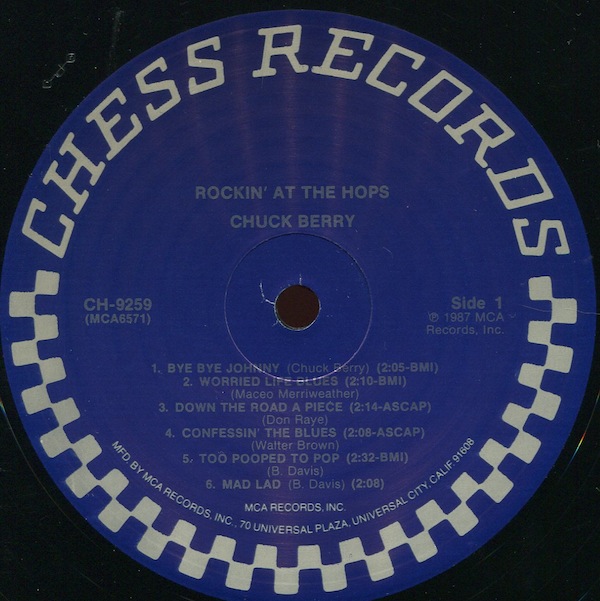 CHESS RECORDS
ROCKIN' AT THE HOPS
CHUCK BERRY
CH-9259
(MCA6571)
Side 1
℗ 1987 MCA
Records, Inc.
1. BYE BYE JOHNNY (Chuck Berry) (2:05-BMI)
2. WORRIED LIFE BLUES (2:10-BMI)
(Maceo Merriweather)
3. DOWN THE ROAD A PIECE (2:14-ASCAP)
(Don Raye)
4. CONFESSIN' THE BLUES (2:08-ASCAP)
(Walter Brown)
5. TOO POOPED TO POP (2:32-BMI)
(B. Davis)
6. MAD LAD (B. Davis) (2:08)
MCA RECORDS, INC.
MFD. BY MCA RECORDS, INC., 70 UNIVERSAL PLAZA, UNIVERSAL CITY, CALIF. 91608